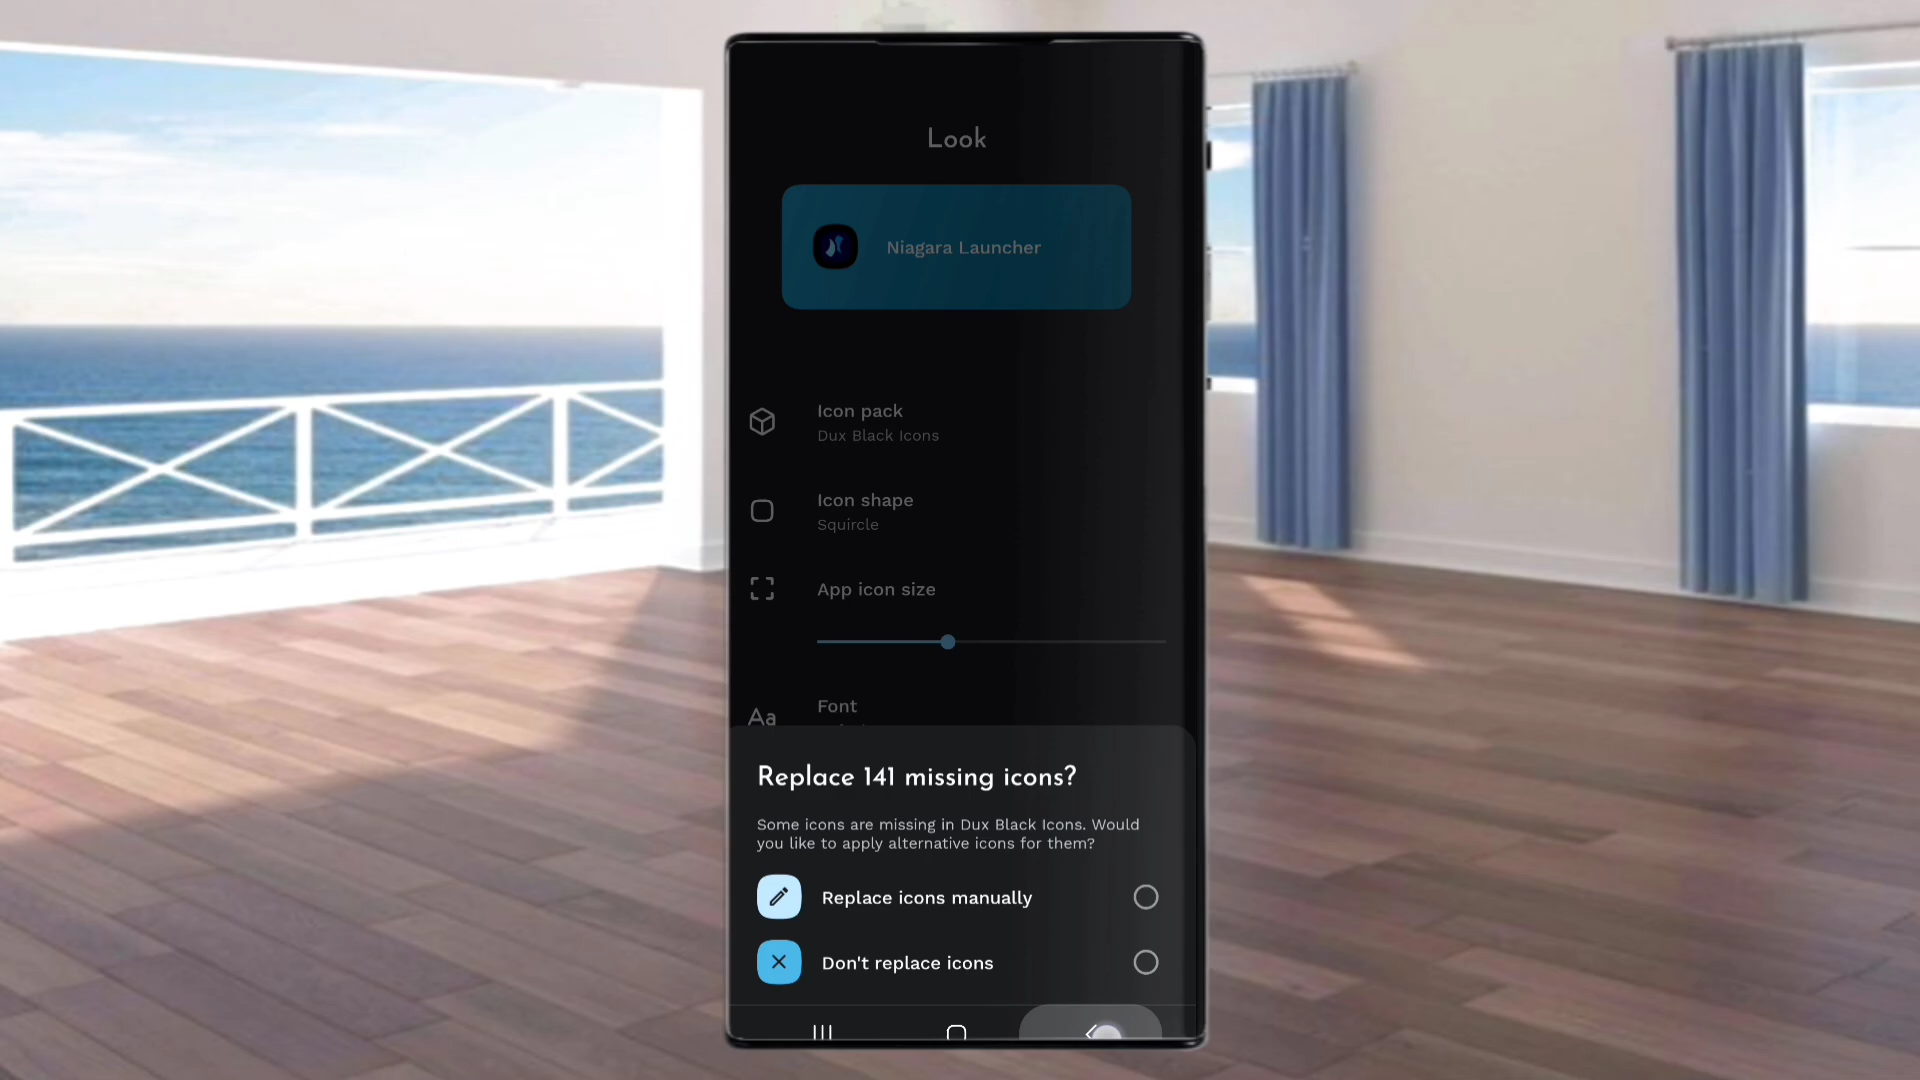 Look
Niagara Launcher
Icon pack
Dux Black Icons
Icon shape
Squircle
App icon size
Aa
Font
Replace 141 missing icons?
Some icons are missing in Dux Black Icons. Would
you like to apply alternative icons for them?
Replace icons manually
Don't replace icons